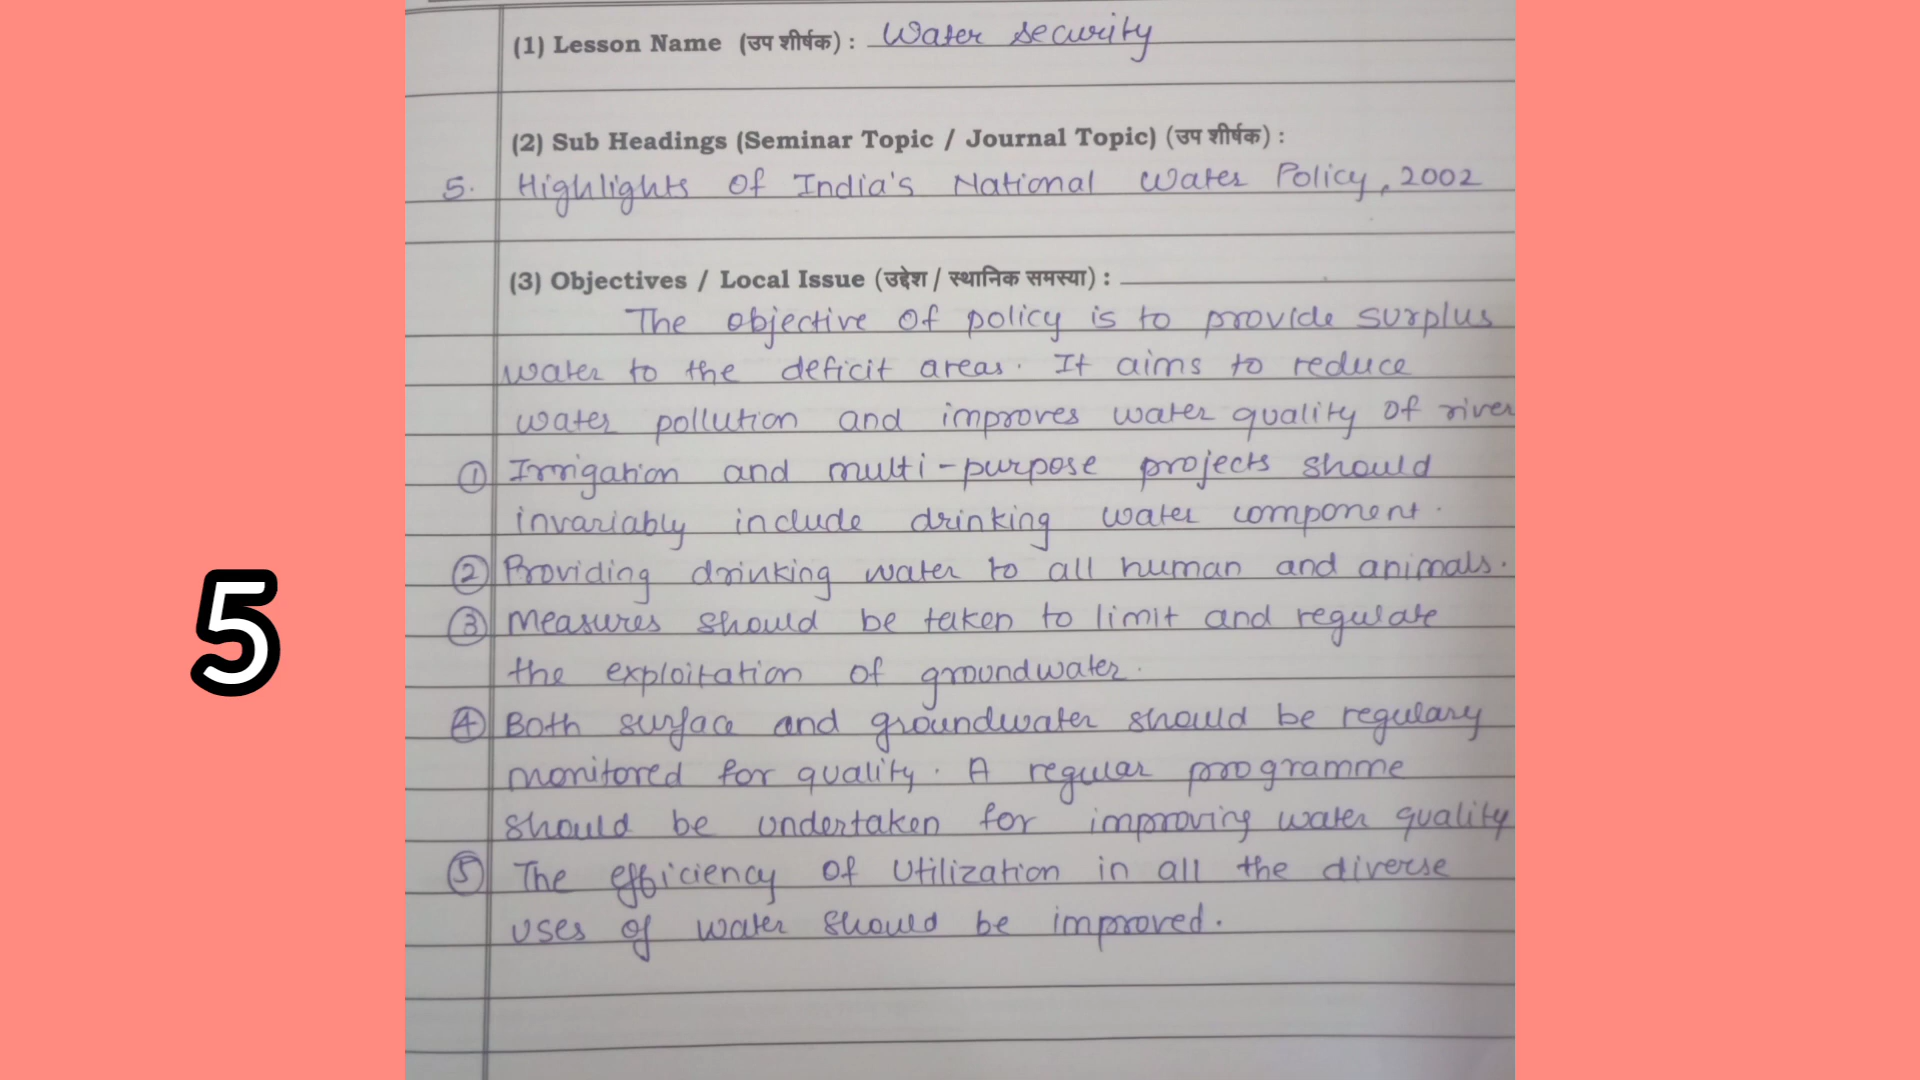 (1) Lesson Name (उप शीर्षक) : Water security
(2) Sub Headings (Seminar Topic / Journal Topic) (उप शीर्षक) :
5. Highlights Of India's National Water Policy, 2002
(3) Objectives / Local Issue (उद्देश / स्थानिक समस्या) :
The objective of policy is to provide surplus
water to the deficit areas. It aims to reduce
water pollution and improves water quality of river
① Irrigation and multi-purpose projects should
invariably include drinking water component.
② Providing drinking water to all human and animals.
5
③ Measures should be taken to limit and regulate
the exploitation of groundwater.
④ Both surface and groundwater should be regulary
monitored for quality. A regular programme
should be undertaken for improving water quality
⑤ The efficiency of Utilization in all the diverse
uses of water should be improved.